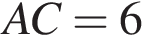 AC = 6